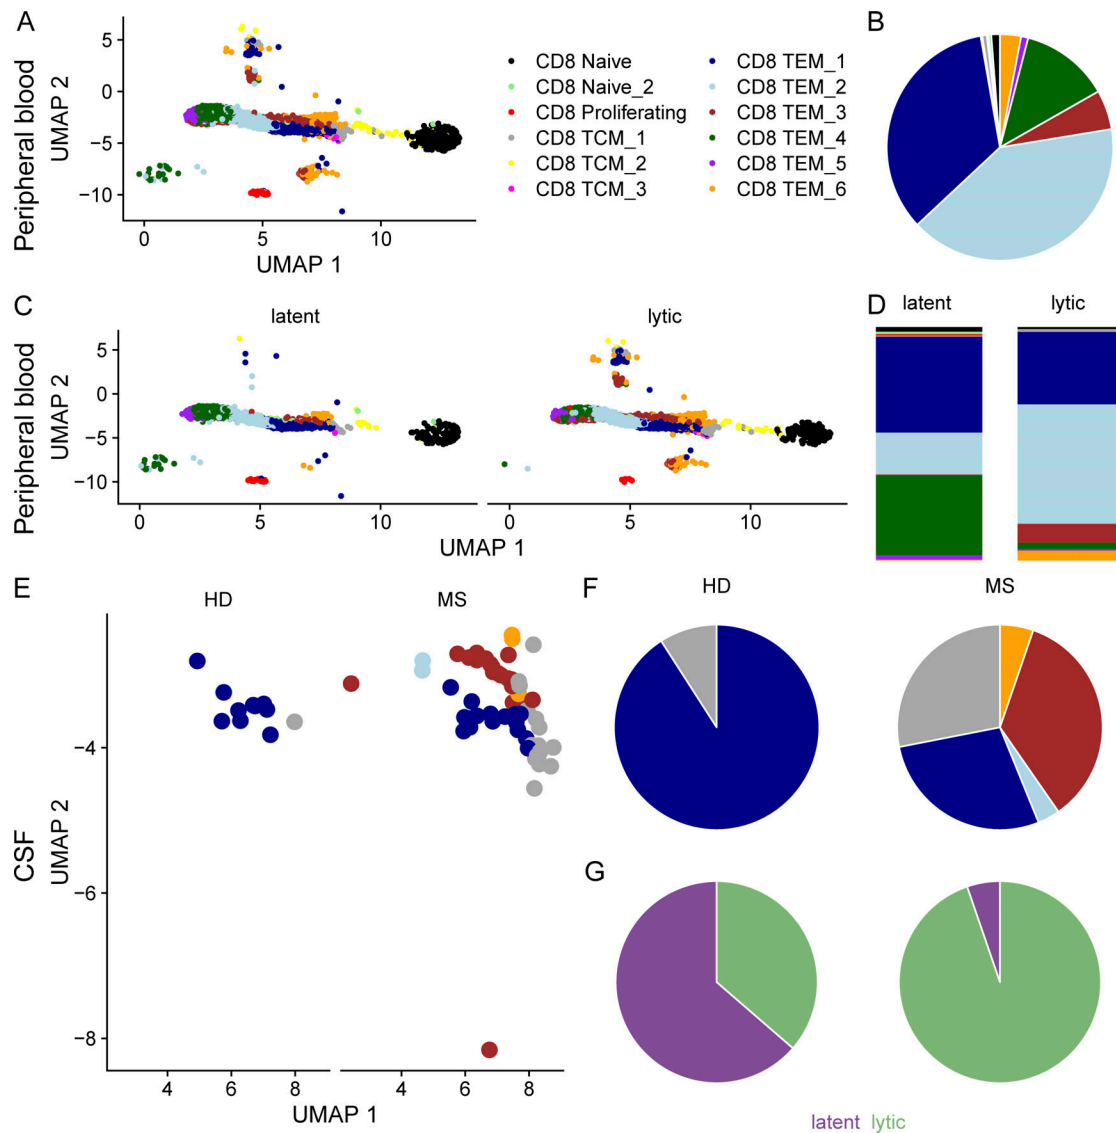 A
Peripheral blood
UMAP 2
5
0
−5
−10
0 5 10
UMAP 1
CD8 Naive
CD8 Naive_2
CD8 Proliferating
CD8 TCM_1
CD8 TCM_2
CD8 TCM_3
CD8 TEM_1
CD8 TEM_2
CD8 TEM_3
CD8 TEM_4
CD8 TEM_5
CD8 TEM_6
B
C
latent lytic
Peripheral blood
UMAP 2
5
0
−5
−10
0 5 10 0 5 10
UMAP 1
D
latent lytic
E
HD MS
CSF
UMAP 2
−4
−6
−8
4 6 8 4 6 8
UMAP 1
F
HD MS
G
latent lytic